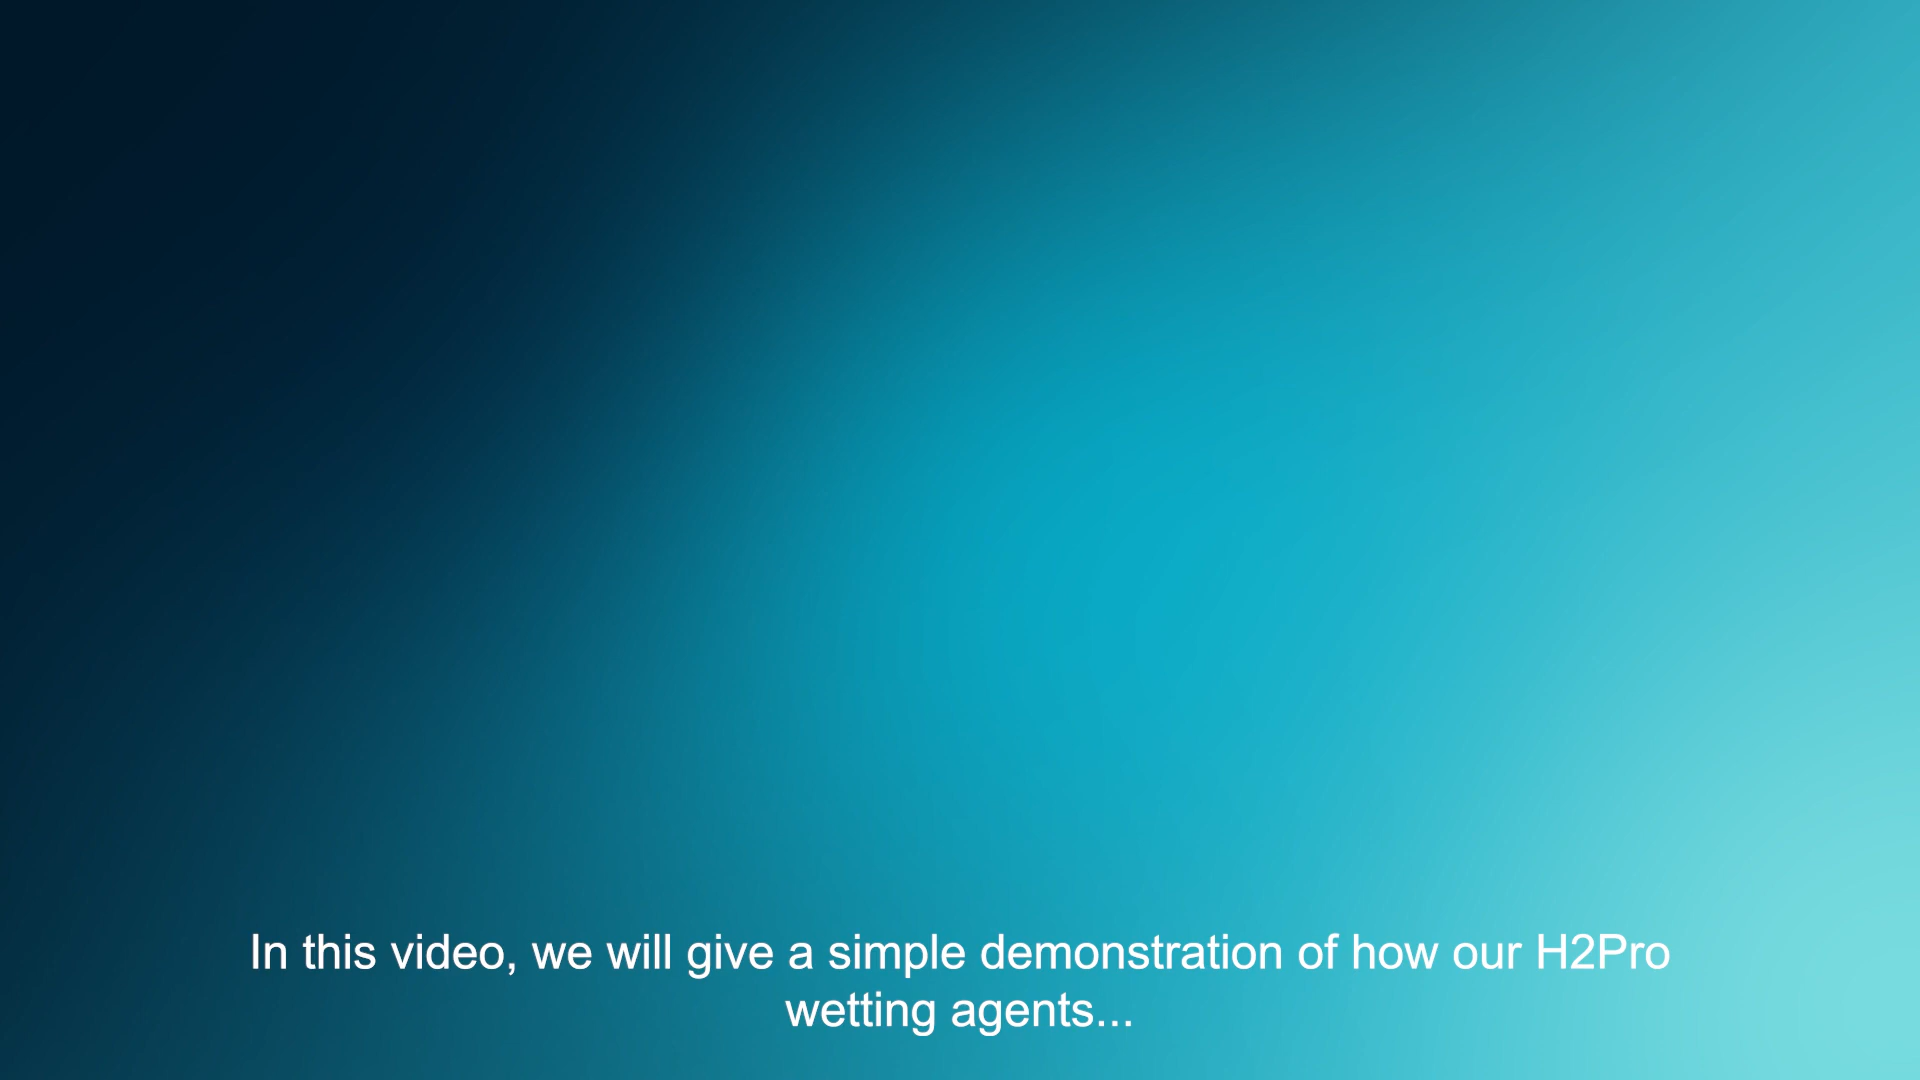 In this video, we will give a simple demonstration of how our H2Pro
wetting agents...